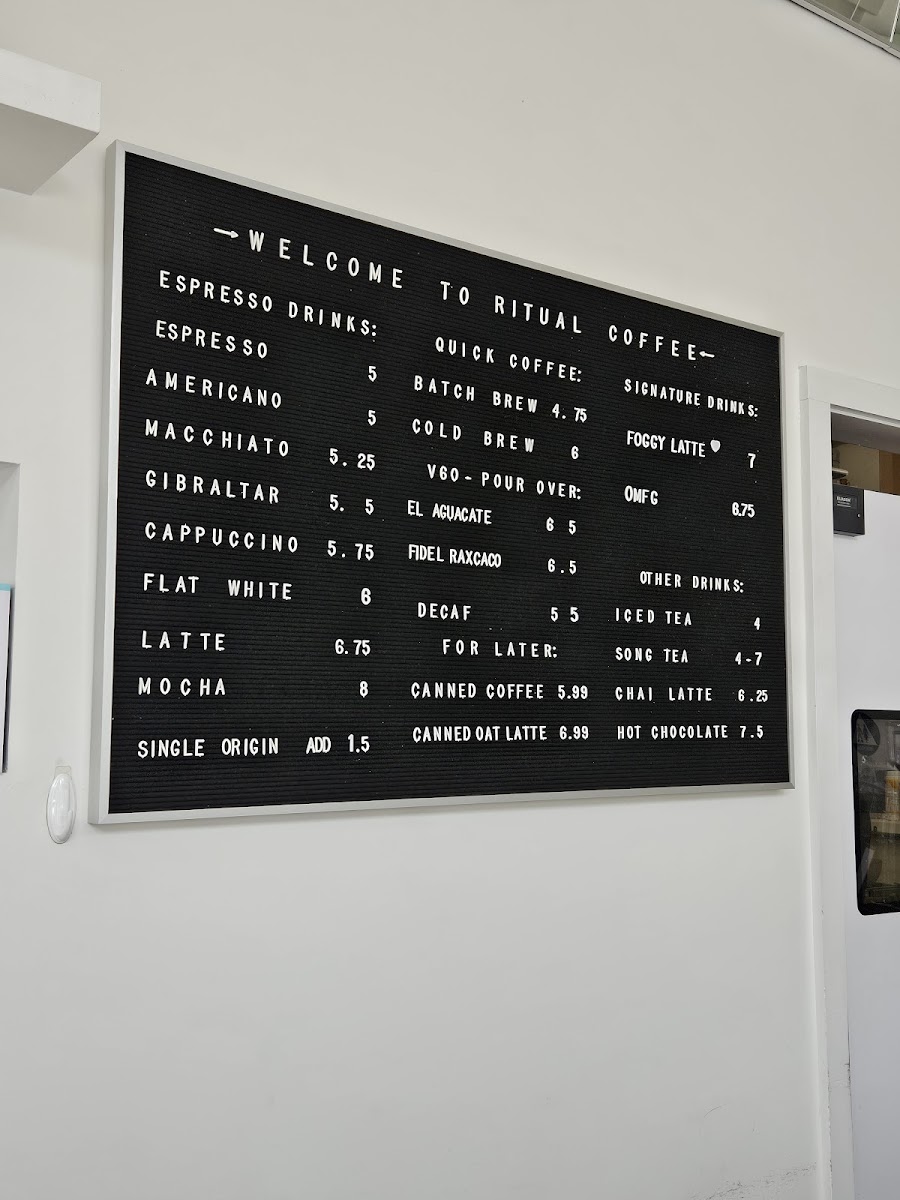 →WELCOME TO RITUAL COFFEE←
ESPRESSO DRINKS:
ESPRESSO 5
AMERICANO 5
MACCHIATO 5.25
GIBRALTAR 5. 5
CAPPUCCINO 5.75
FLAT WHITE 6
LATTE 6.75
MOCHA 8
SINGLE ORIGIN ADD 1.5
QUICK COFFEE:
BATCH BREW 4.75
COLD BREW 6
V60-POUR OVER:
EL AGUACATE 6 5
FIDEL RAXCACO 6.5
DECAF 5 5
FOR LATER:
CANNED COFFEE 5.99
CANNED OAT LATTE 6.99
SIGNATURE DRINKS:
FOGGY LATTE ♥ 7
OMFG 6.75
OTHER DRINKS:
ICED TEA 4
SONG TEA 4-7
CHAI LATTE 6.25
HOT CHOCOLATE 7.5